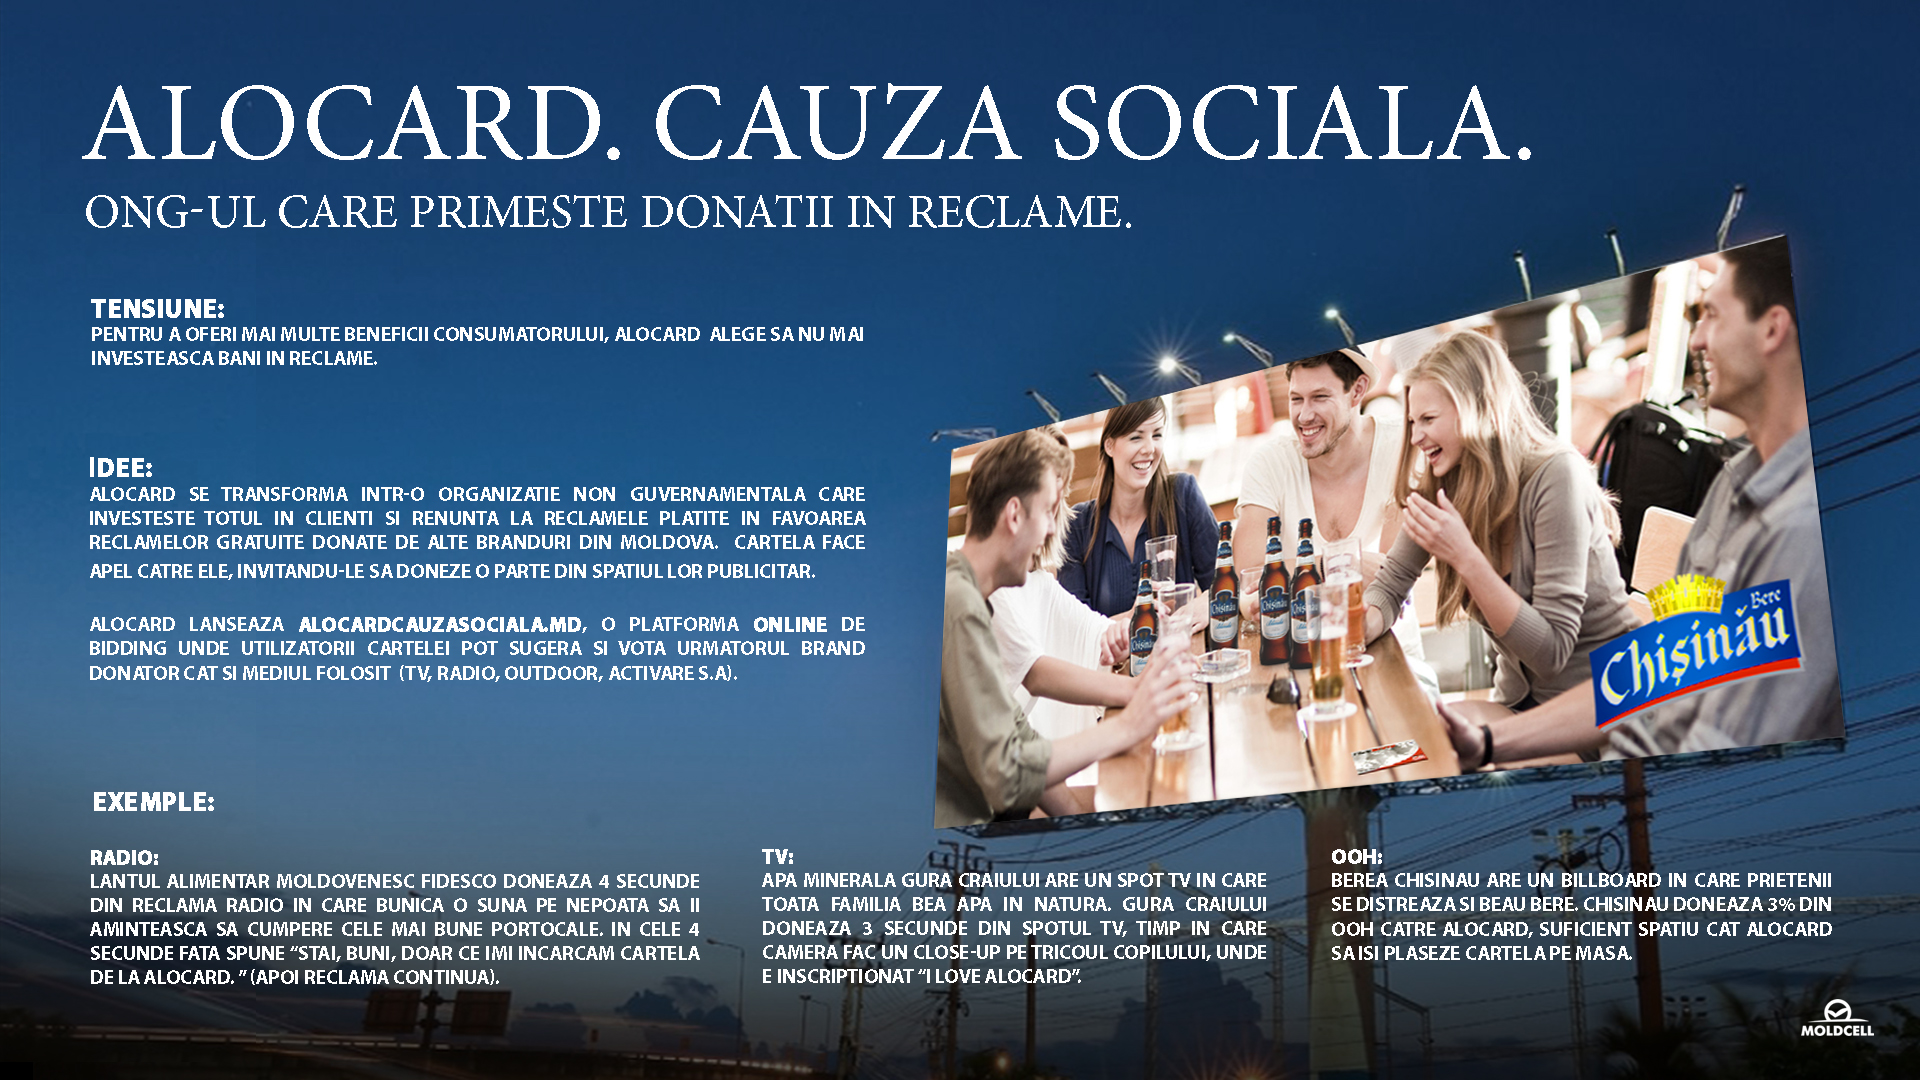 ALOCARD. CAUZA SOCIALA.
ONG-UL CARE PRIMESTE DONATII IN RECLAME.
TENSIUNE:
PENTRU A OFERI MAI MULTE BENEFICII CONSUMATORULUI, ALOCARD ALEGE SA NU MAI
INVESTEASCA BANI IN RECLAME.
IDEE:
ALOCARD SE TRANSFORMA INTR-O ORGANIZATIE NON GUVERNAMENTALA CARE
INVESTESTE TOTUL IN CLIENTI SI RENUNTA LA RECLAMELE PLATITE IN FAVOAREA
RECLAMELOR GRATUITE DONATE DE ALTE BRANDURI DIN MOLDOVA. CARTELA FACE
APEL CATRE ELE, INVITANDU-LE SA DONEZE O PARTE DIN SPATIUL LOR PUBLICITAR.
ALOCARD LANSEAZA ALOCARDCAUZASOCIALA.MD, O PLATFORMA ONLINE DE
BIDDING UNDE UTILIZATORII CARTELEI POT SUGERA SI VOTA URMATORUL BRAND
DONATOR CAT SI MEDIUL FOLOSIT (TV, RADIO, OUTDOOR, ACTIVARE S.A).
Chişinău
Chişinău
Chişinău
Chişinău
Bere
Chişinău
EXEMPLE:
RADIO:
LANTUL ALIMENTAR MOLDOVENESC FIDESCO DONEAZA 4 SECUNDE
DIN RECLAMA RADIO IN CARE BUNICA O SUNA PE NEPOATA SA II
AMINTEASCA SA CUMPERE CELE MAI BUNE PORTOCALE. IN CELE 4
SECUNDE FATA SPUNE “STAI, BUNI, DOAR CE IMI INCARCAM CARTELA
DE LA ALOCARD. ” (APOI RECLAMA CONTINUA).
TV:
APA MINERALA GURA CRAIULUI ARE UN SPOT TV IN CARE
TOATA FAMILIA BEA APA IN NATURA. GURA CRAIULUI
DONEAZA 3 SECUNDE DIN SPOTUL TV, TIMP IN CARE
CAMERA FAC UN CLOSE-UP PE TRICOUL COPILULUI, UNDE
E INSCRIPTIONAT “I LOVE ALOCARD”.
OOH:
BEREA CHISINAU ARE UN BILLBOARD IN CARE PRIETENII
SE DISTREAZA SI BEAU BERE. CHISINAU DONEAZA 3% DIN
OOH CATRE ALOCARD, SUFICIENT SPATIU CAT ALOCARD
SA ISI PLASEZE CARTELA PE MASA.
MOLDCELL